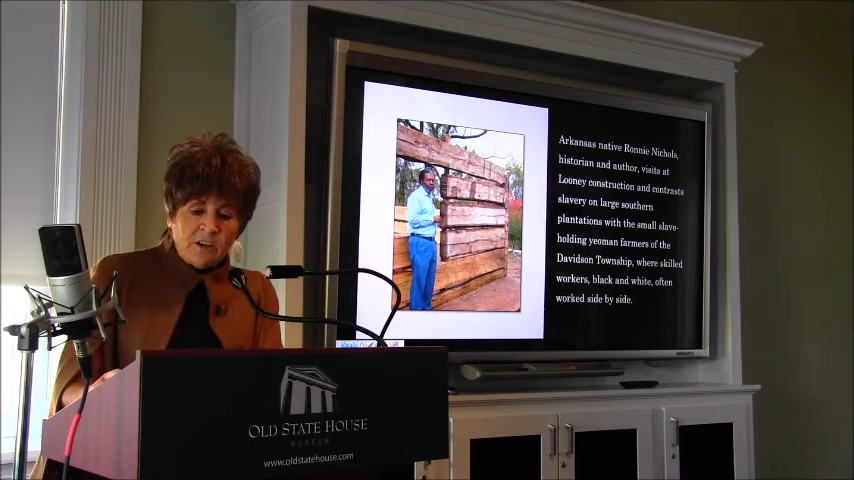 Arkansas native Ronnie Nichols,
historian and author, visits at
Looney construction and contrasts
slavery on large southern
plantations with the small slave-
holding yeoman farmers of the
Davidson Township, where skilled
workers, black and white, often
worked side by side.
OLD STATE HOUSE
MUSEUM
www.oldstatehouse.com